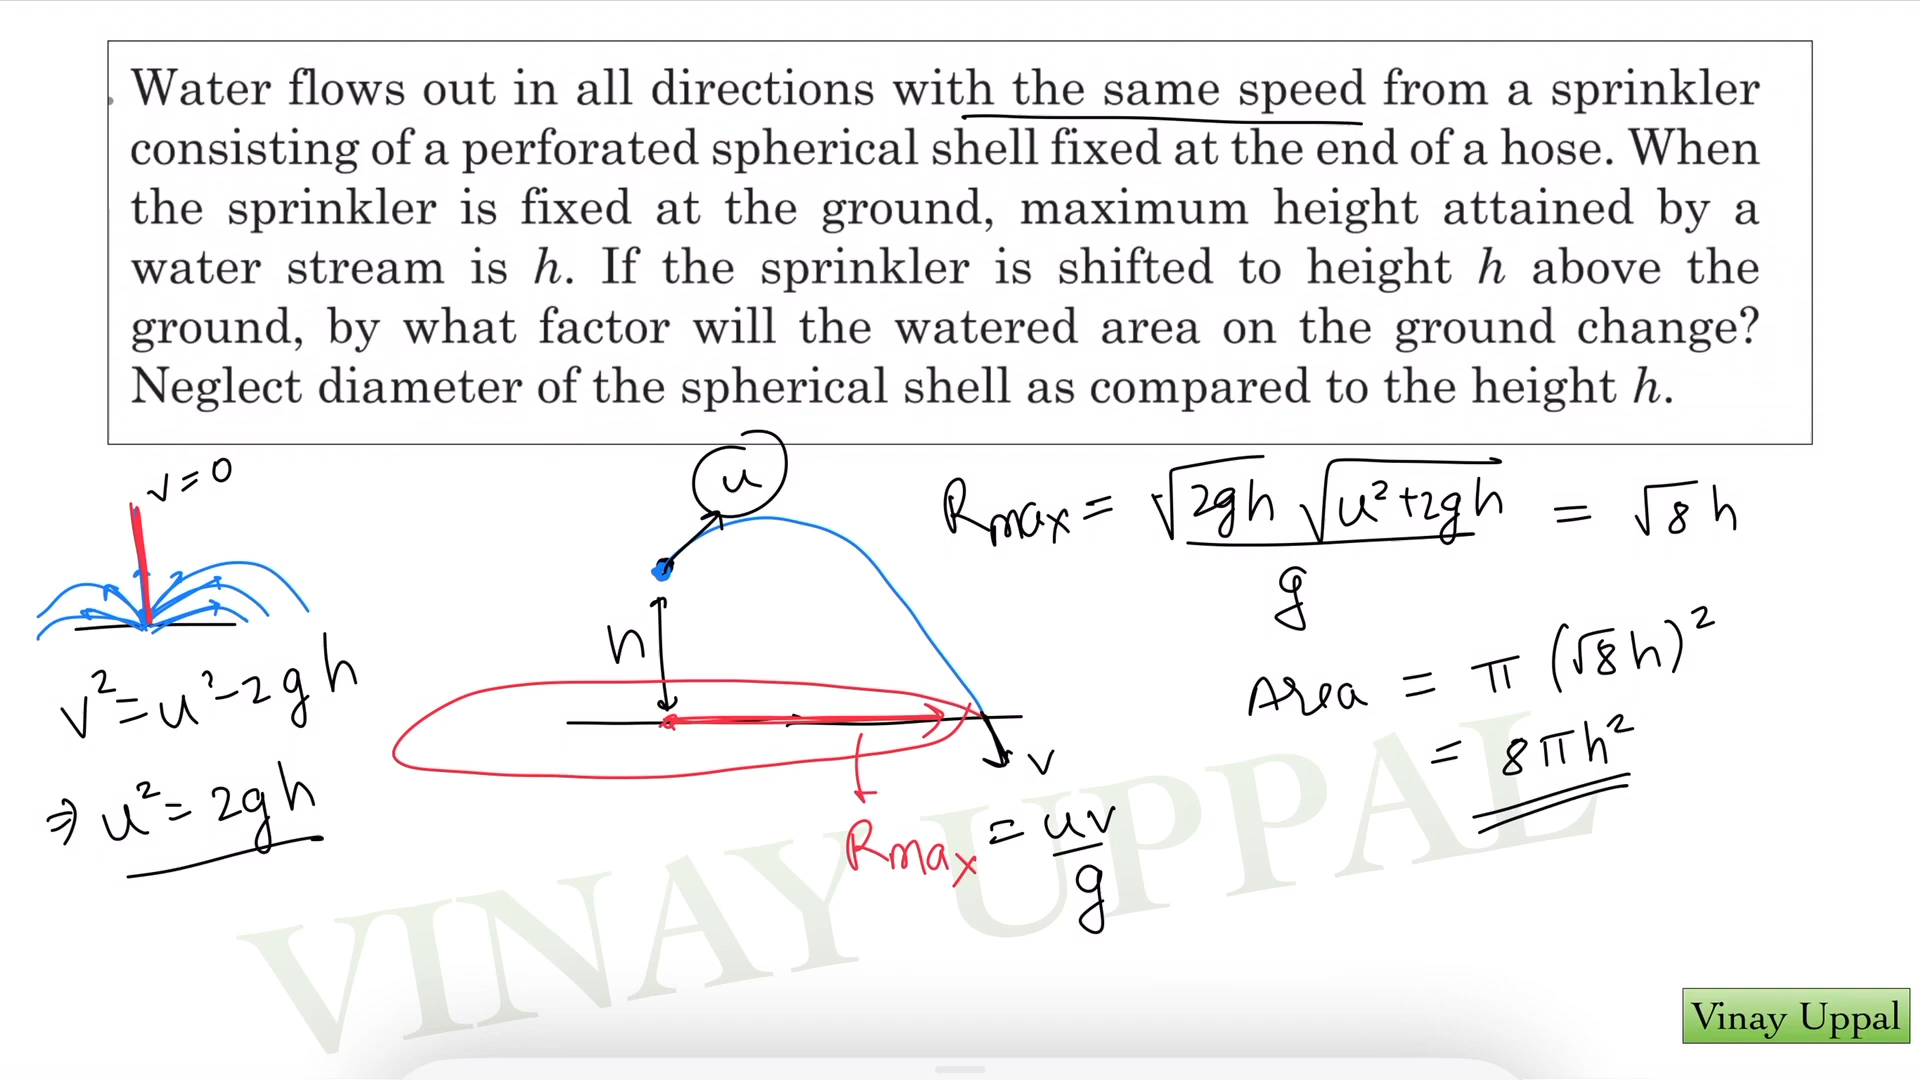 Water flows out in all directions with the same speed from a sprinkler
consisting of a perforated spherical shell fixed at the end of a hose. When
the sprinkler is fixed at the ground, maximum height attained by a
water stream is h. If the sprinkler is shifted to height h above the
ground, by what factor will the watered area on the ground change?
Neglect diameter of the spherical shell as compared to the height h.
v=0
v²=u²-2gh
⇒ u²= 2gh
u
h
v
Rmax = uv/g
Rmax = √2gh √u²+2gh / g = √8 h
Area = π (√8 h)²
= 8πh²
VINAY UPPAL
Vinay Uppal